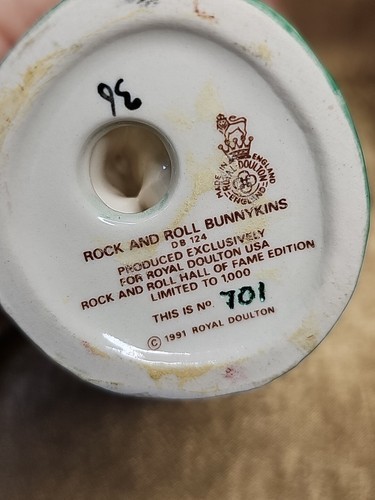 ROCK AND ROLL BUNNYKINS
DB 124
PRODUCED EXCLUSIVELY
FOR ROYAL DOULTON USA
ROCK AND ROLL HALL OF FAME EDITION
LIMITED TO 1000
THIS IS Nº 701
© 1991 ROYAL DOULTON
MADE IN ENGLAND
ROYAL DOULTON
ENGLAND